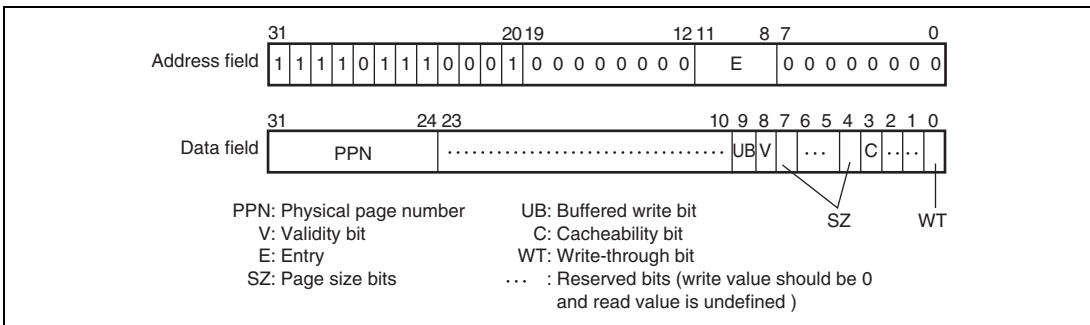 31 20 19 12 11 8 7 0
Address field 1 1 1 1 0 1 1 1 0 0 0 1 0 0 0 0 0 0 0 0 E 0 0 0 0 0 0 0 0
31 24 23 10 9 8 7 6 5 4 3 2 1 0
Data field PPN ................................. UB V ... C .. ..
SZ WT
PPN: Physical page number UB: Buffered write bit
V: Validity bit C: Cacheability bit
E: Entry WT: Write-through bit
SZ: Page size bits ... : Reserved bits (write value should be 0
and read value is undefined )